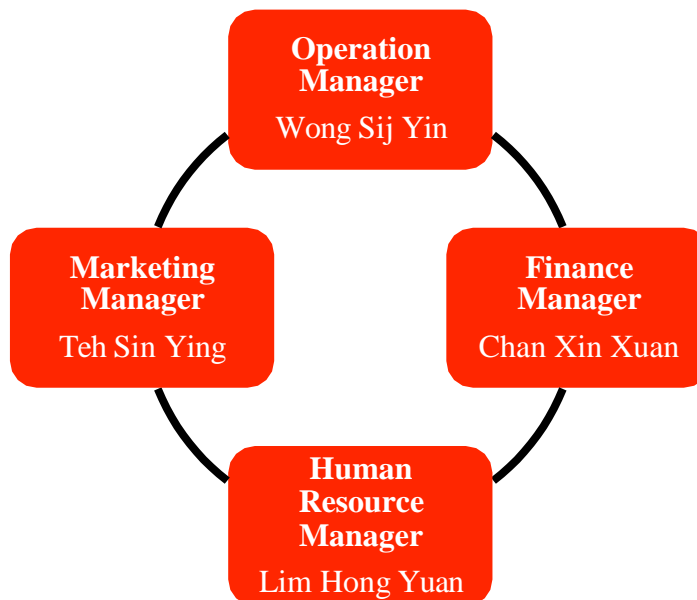 Operation
Manager
Wong Sij Yin
Marketing
Manager
Teh Sin Ying
Finance
Manager
Chan Xin Xuan
Human
Resource
Manager
Lim Hong Yuan